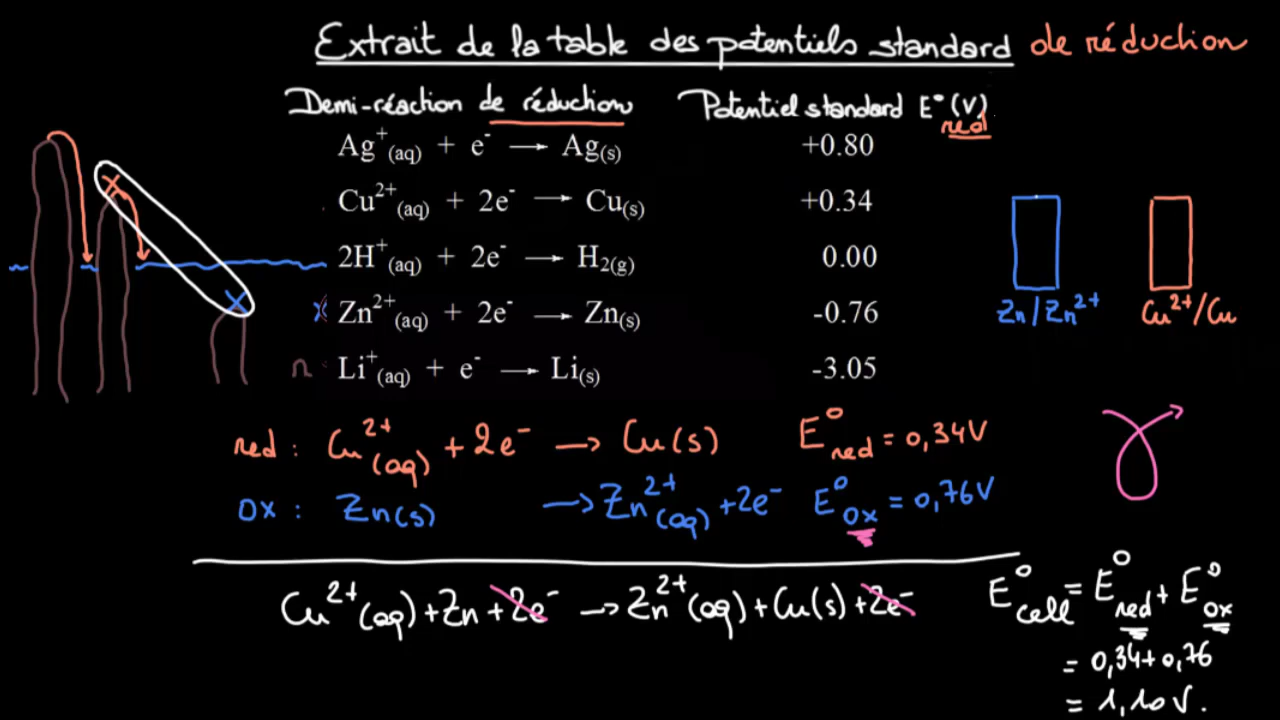 Extrait de la table des potentiels standard de réduction
Demi-réaction de réduction Potentiel standard E°(V)
red
Ag⁺(aq) + e⁻ → Ag(s) +0.80
Cu²⁺(aq) + 2e⁻ → Cu(s) +0.34
2H⁺(aq) + 2e⁻ → H₂(g) 0.00
x Zn²⁺(aq) + 2e⁻ → Zn(s) -0.76
Zn/Zn²⁺ Cu²⁺/Cu
Li⁺(aq) + e⁻ → Li(s) -3.05
red : Cu²⁺(aq) + 2e⁻ → Cu(s) E°red = 0,34V
ox : Zn(s) → Zn²⁺(aq) + 2e⁻ E°ox = 0,76V
Cu²⁺(aq) + Zn + 2e⁻ → Zn²⁺(aq) + Cu(s) + 2e⁻
E°cell = E°red + E°ox
= 0,34 + 0,76
= 1,10V.